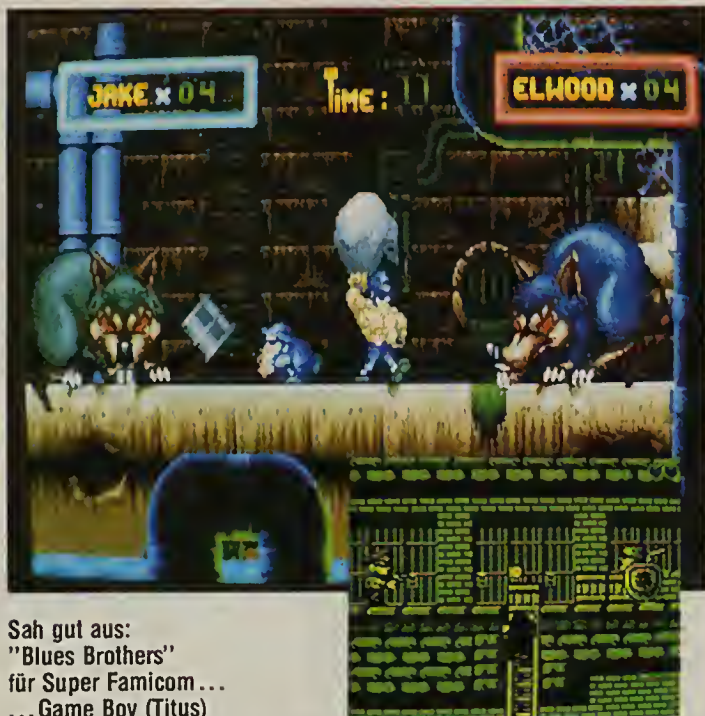 JAKE x 04
TIME: 11
ELWOOD x 04
Sah gut aus:
"Blues Brothers"
für Super Famicom...
...Game Boy (Titus)